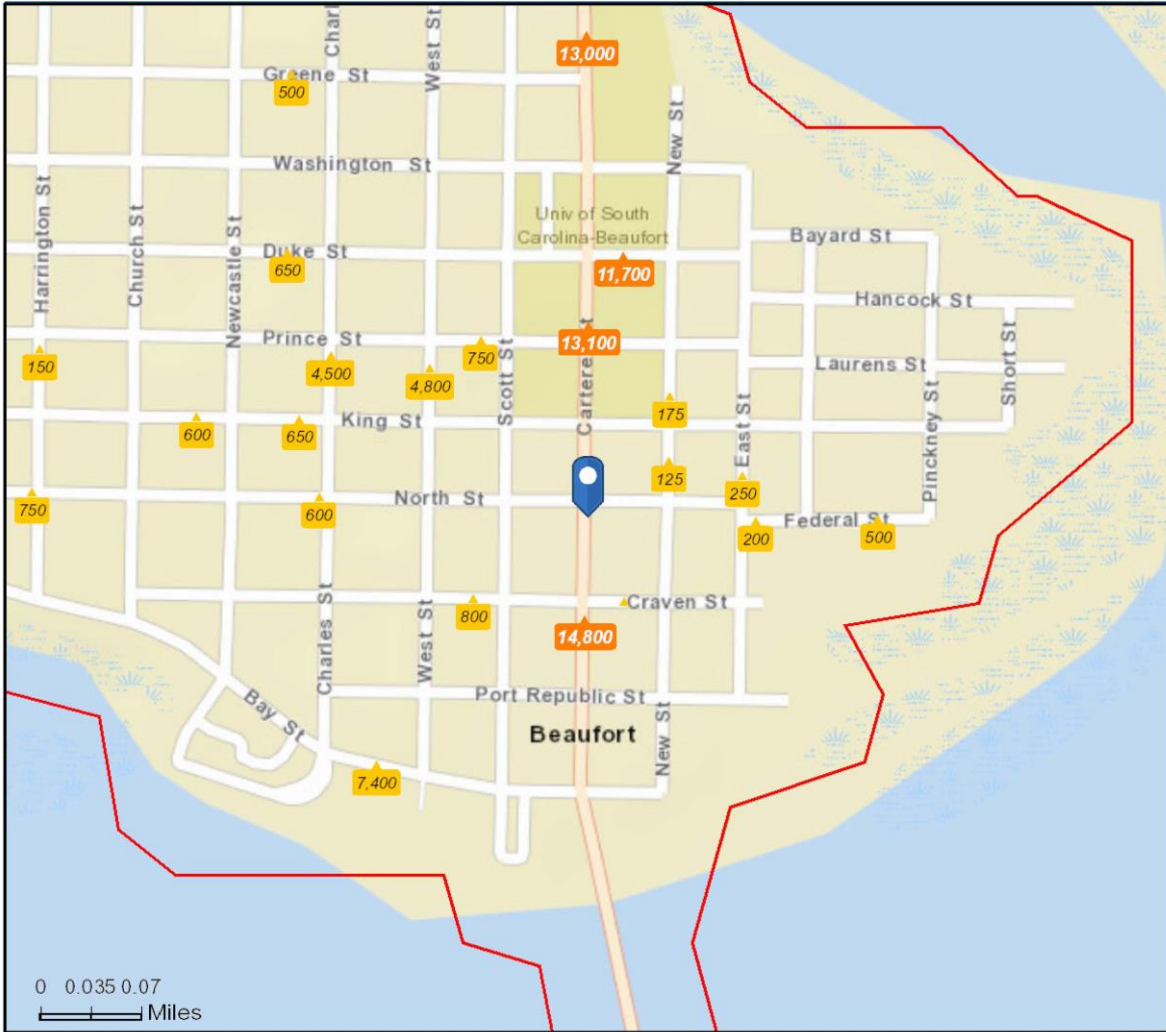 Charl
West St
13,000
Greene St
500
New St
Washington St
Harrington St
Church St
Newcastle St
Univ of South
Carolina-Beaufort
Bayard St
Duke St
650
11,700
Hancock St
Prince St
13,100
750
150
4,500
4,800
Scott St
Laurens St
Short St
Carteret
175
King St
600
650
East St
Pinckney St
750
600
North St
125
250
Federal St
200
500
Craven St
800
14,800
Charles St
West St
Port Republic St
Bay St
Beaufort
New St
7,400
0 0.035 0.07
Miles